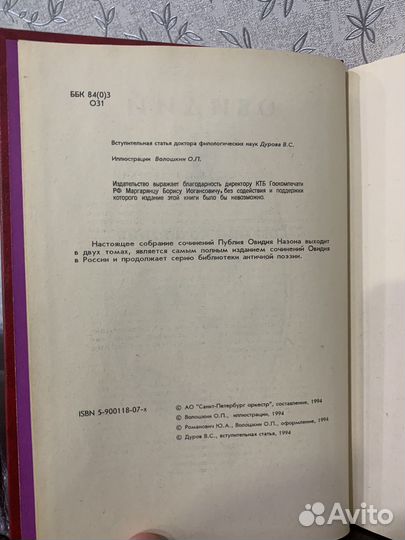 ББК 84(0)3
О31
Вступительная статья доктора филологических наук Дурова В.С.
Иллюстрации Волошкин О.П.
Издательство выражает благодарность директору КТБ Госкомпечати
РФ Маргарянцу Борису Иогансовичу, без содействия и поддержки
которого издание этой книги было бы невозможно.
Настоящее собрание сочинений Публия Овидия Назона выходит
в двух томах, является самым полным изданием сочинений Овидия
в России и продолжает серию Библиотеки античной поэзии.
ISBN 5-900118-07-x
© АО "Санкт-Петербург оркестр", составление, 1994
© Волошкин О.П., иллюстрации, 1994
© Романович Ю.А., Волошкин О.П., оформление, 1994
© Дуров В.С., вступительная статья, 1994
Avito